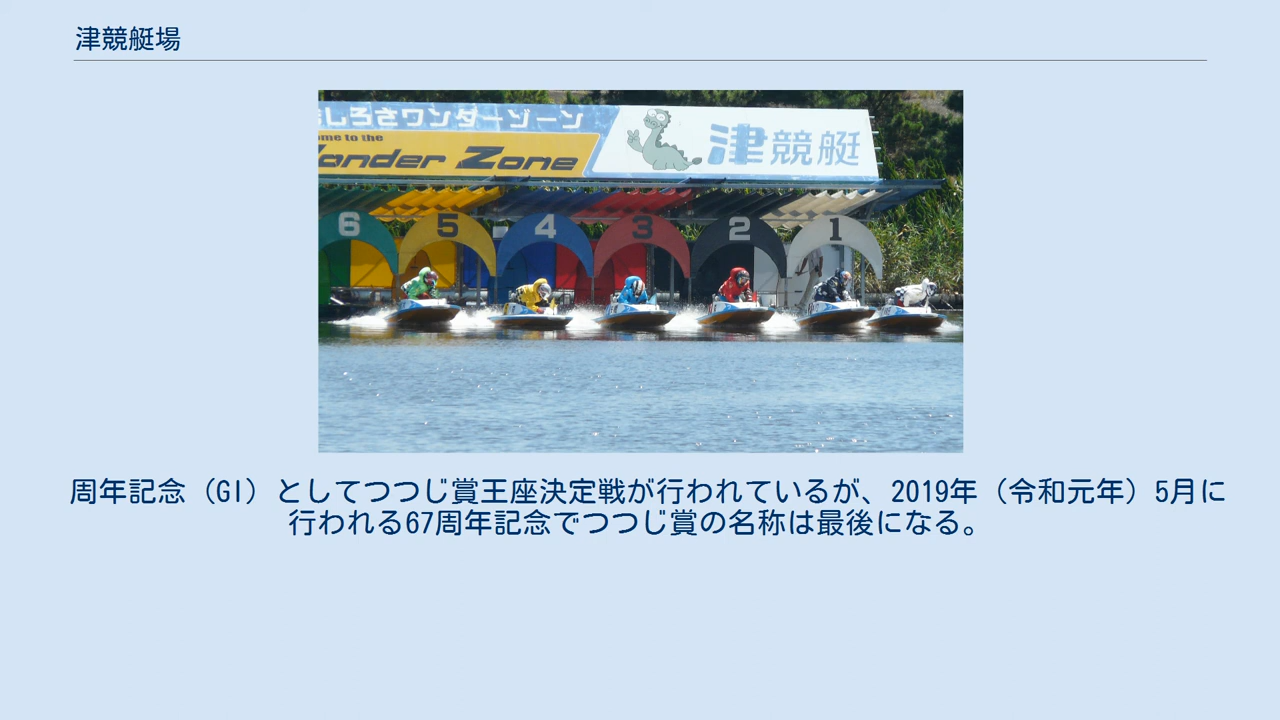 津競艇場
しろさワンダーゾーン
ome to the
Wonder Zone
津競艇
6 5 4 3 2 1
周年記念（GI）としてつつじ賞王座決定戦が行われているが、2019年（令和元年）5月に
行われる67周年記念でつつじ賞の名称は最後になる。